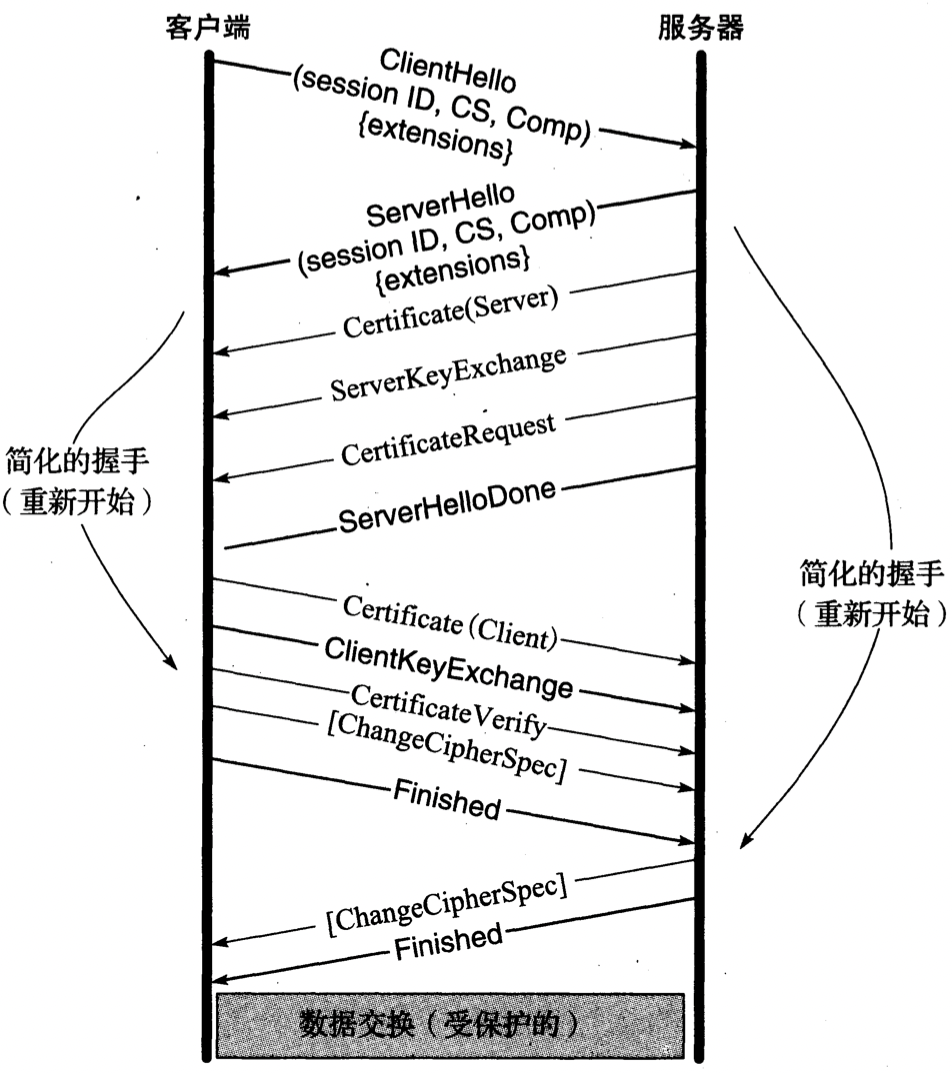 客户端
服务器
ClientHello
(session ID, CS, Comp)
{extensions}
ServerHello
(session ID, CS, Comp)
{extensions}
Certificate(Server)
ServerKeyExchange
CertificateRequest
简化的握手
（重新开始）
ServerHelloDone
简化的握手
（重新开始）
Certificate (Client)
ClientKeyExchange
CertificateVerify
[ChangeCipherSpec]
Finished
[ChangeCipherSpec]
Finished
数据交换（受保护的）